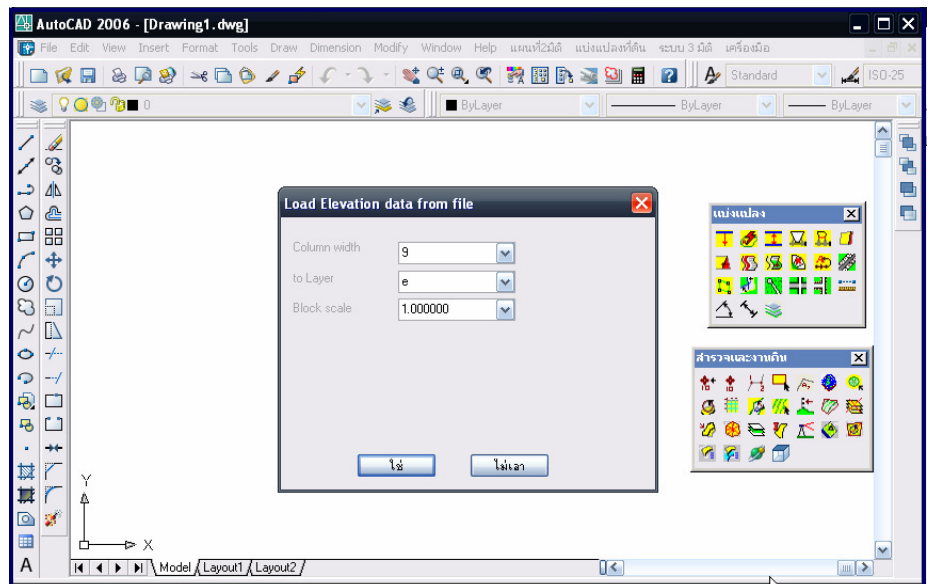 AutoCAD 2006 - [Drawing1.dwg]
File Edit View Insert Format Tools Draw Dimension Modify Window Help แผนที่2มิติ แบ่งแปลงที่ดิน ระบบ 3 มิติ เครื่องมือ
Standard ISO-25
0 ByLayer ByLayer ByLayer
Load Elevation data from file
Column width 9
to Layer e
Block scale 1.000000
ใช่ ไม่เอา
แบ่งแปลง
สำรวจและงานดิน
Y
X
A Model Layout1 Layout2